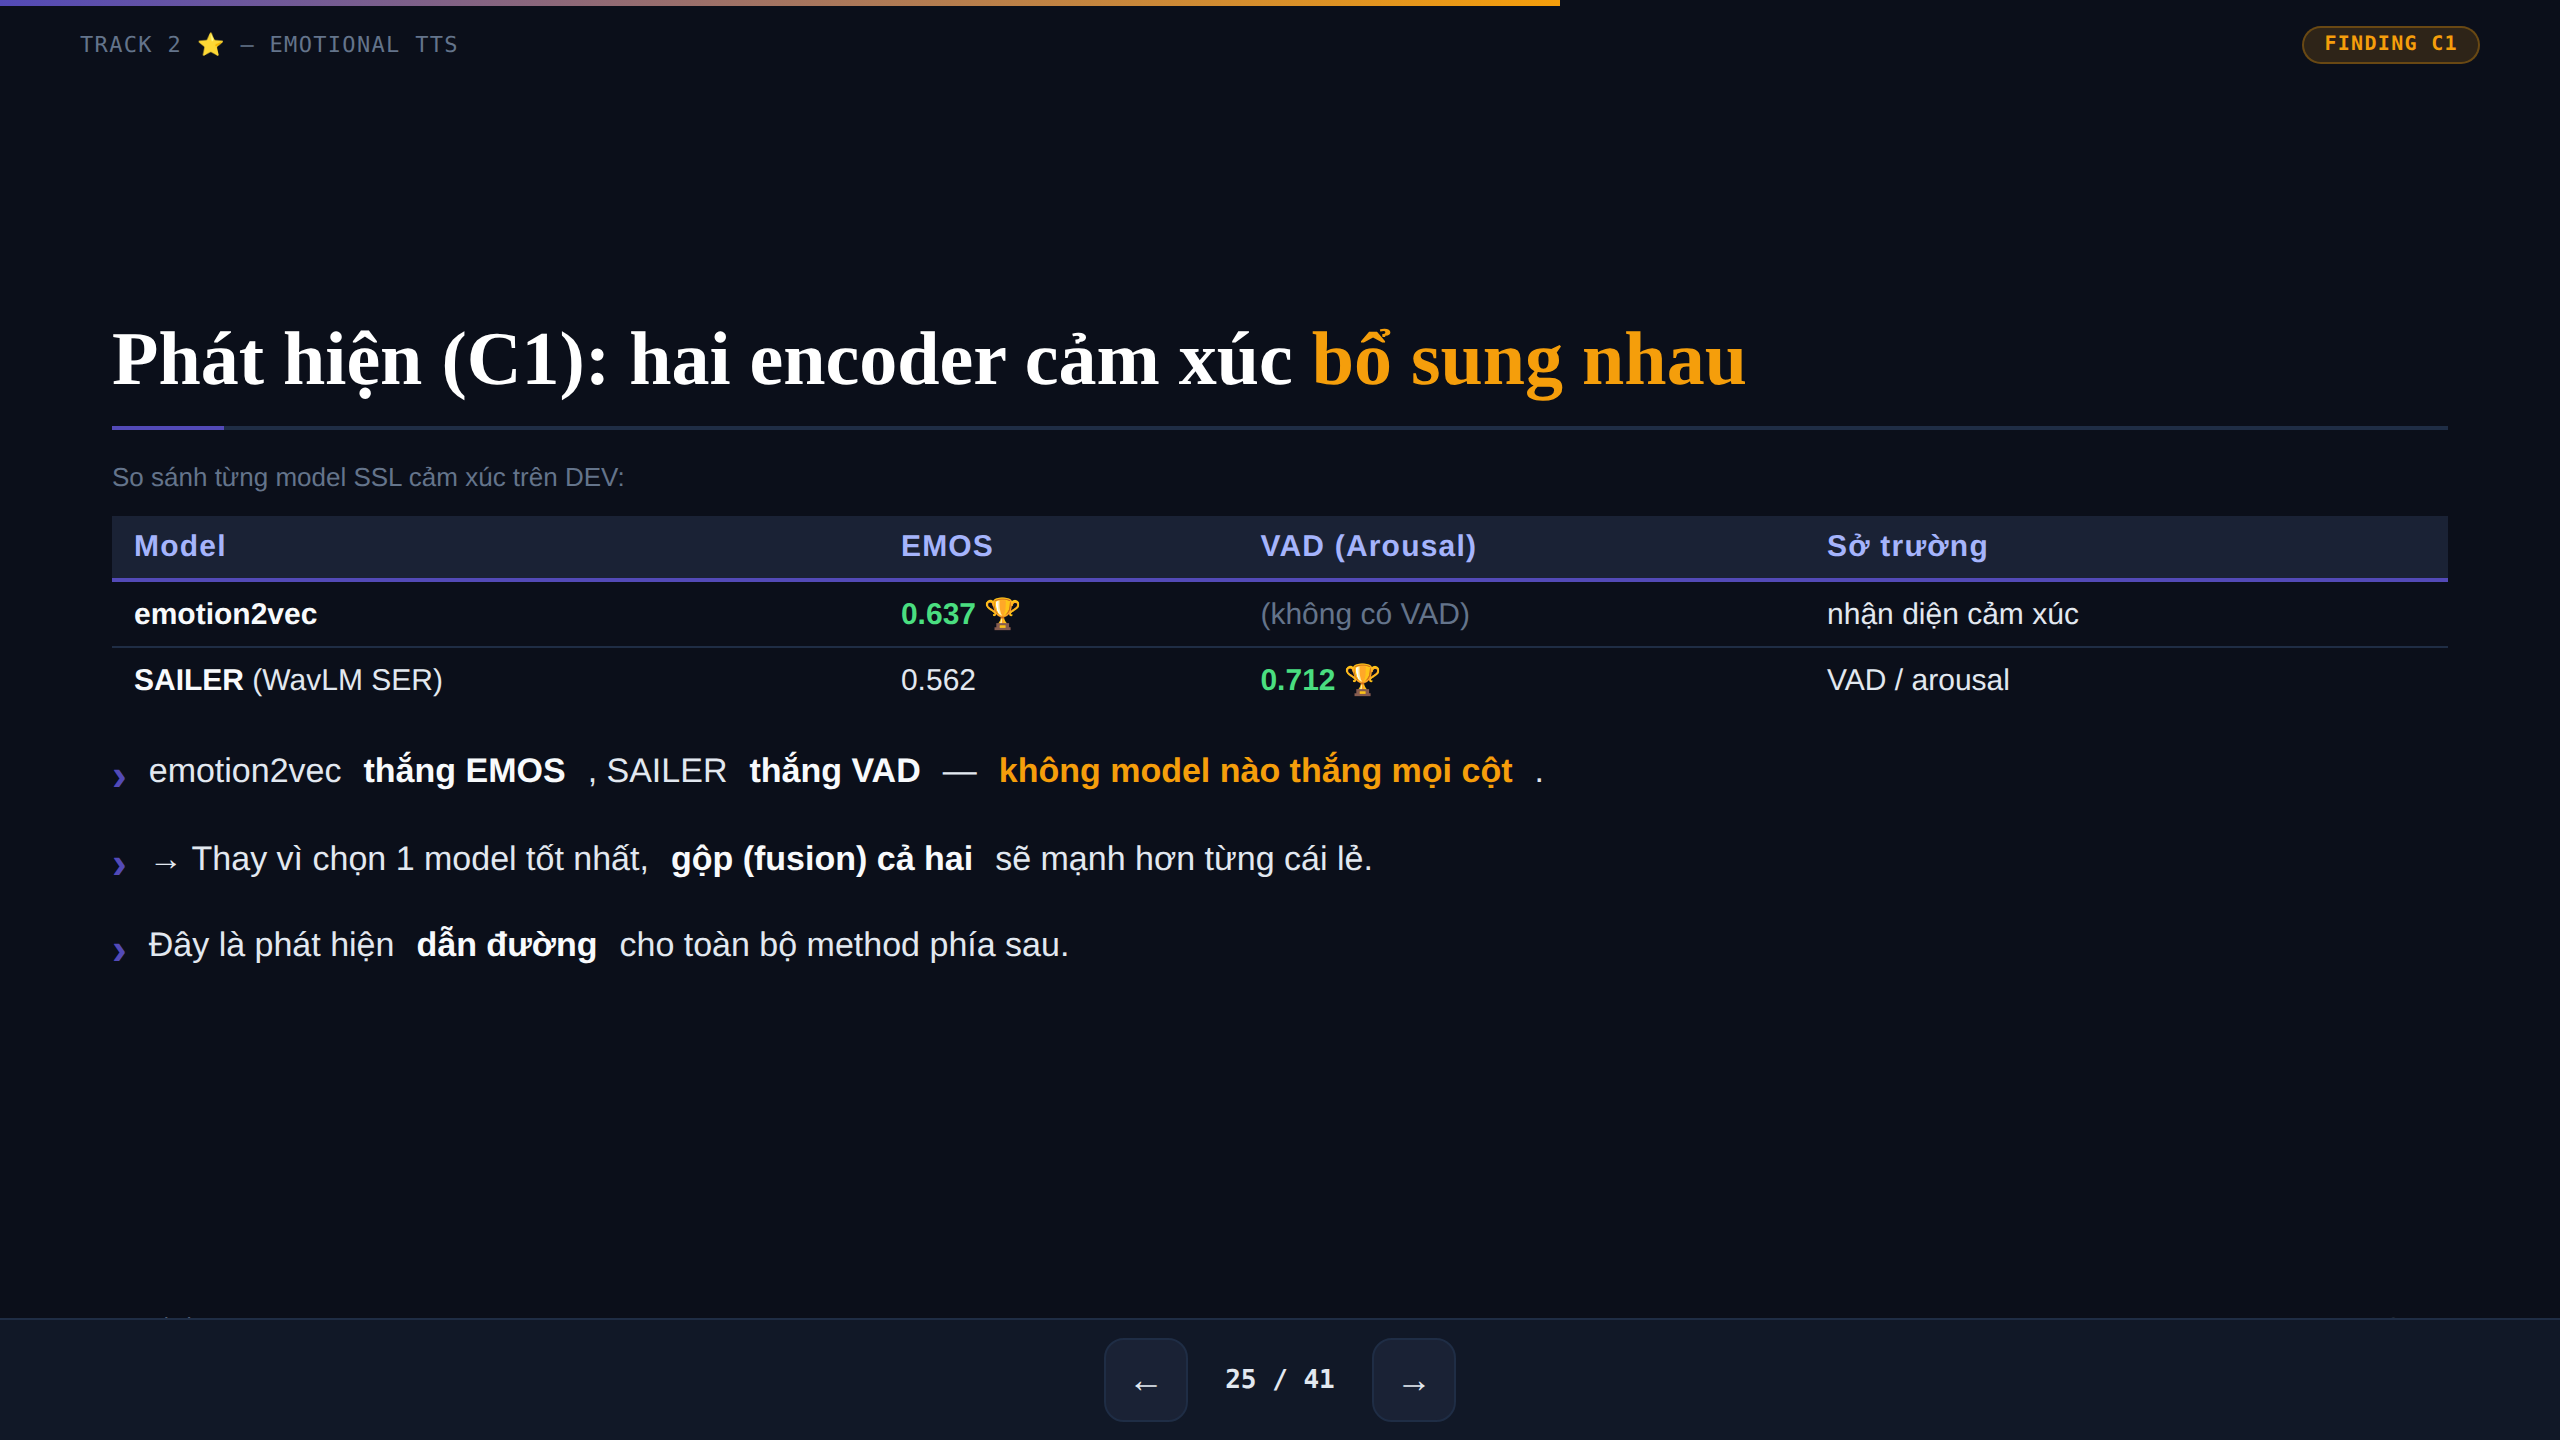 TRACK 2 ⭐ — EMOTIONAL TTS
FINDING C1
Phát hiện (C1): hai encoder cảm xúc bổ sung nhau
So sánh từng model SSL cảm xúc trên DEV:
Model EMOS VAD (Arousal) Sở trường
emotion2vec 0.637 🏆 (không có VAD) nhận diện cảm xúc
SAILER (WavLM SER) 0.562 0.712 🏆 VAD / arousal
› emotion2vec thắng EMOS , SAILER thắng VAD — không model nào thắng mọi cột .
› → Thay vì chọn 1 model tốt nhất, gộp (fusion) cả hai sẽ mạnh hơn từng cái lẻ.
› Đây là phát hiện dẫn đường cho toàn bộ method phía sau.
← 25 / 41 →